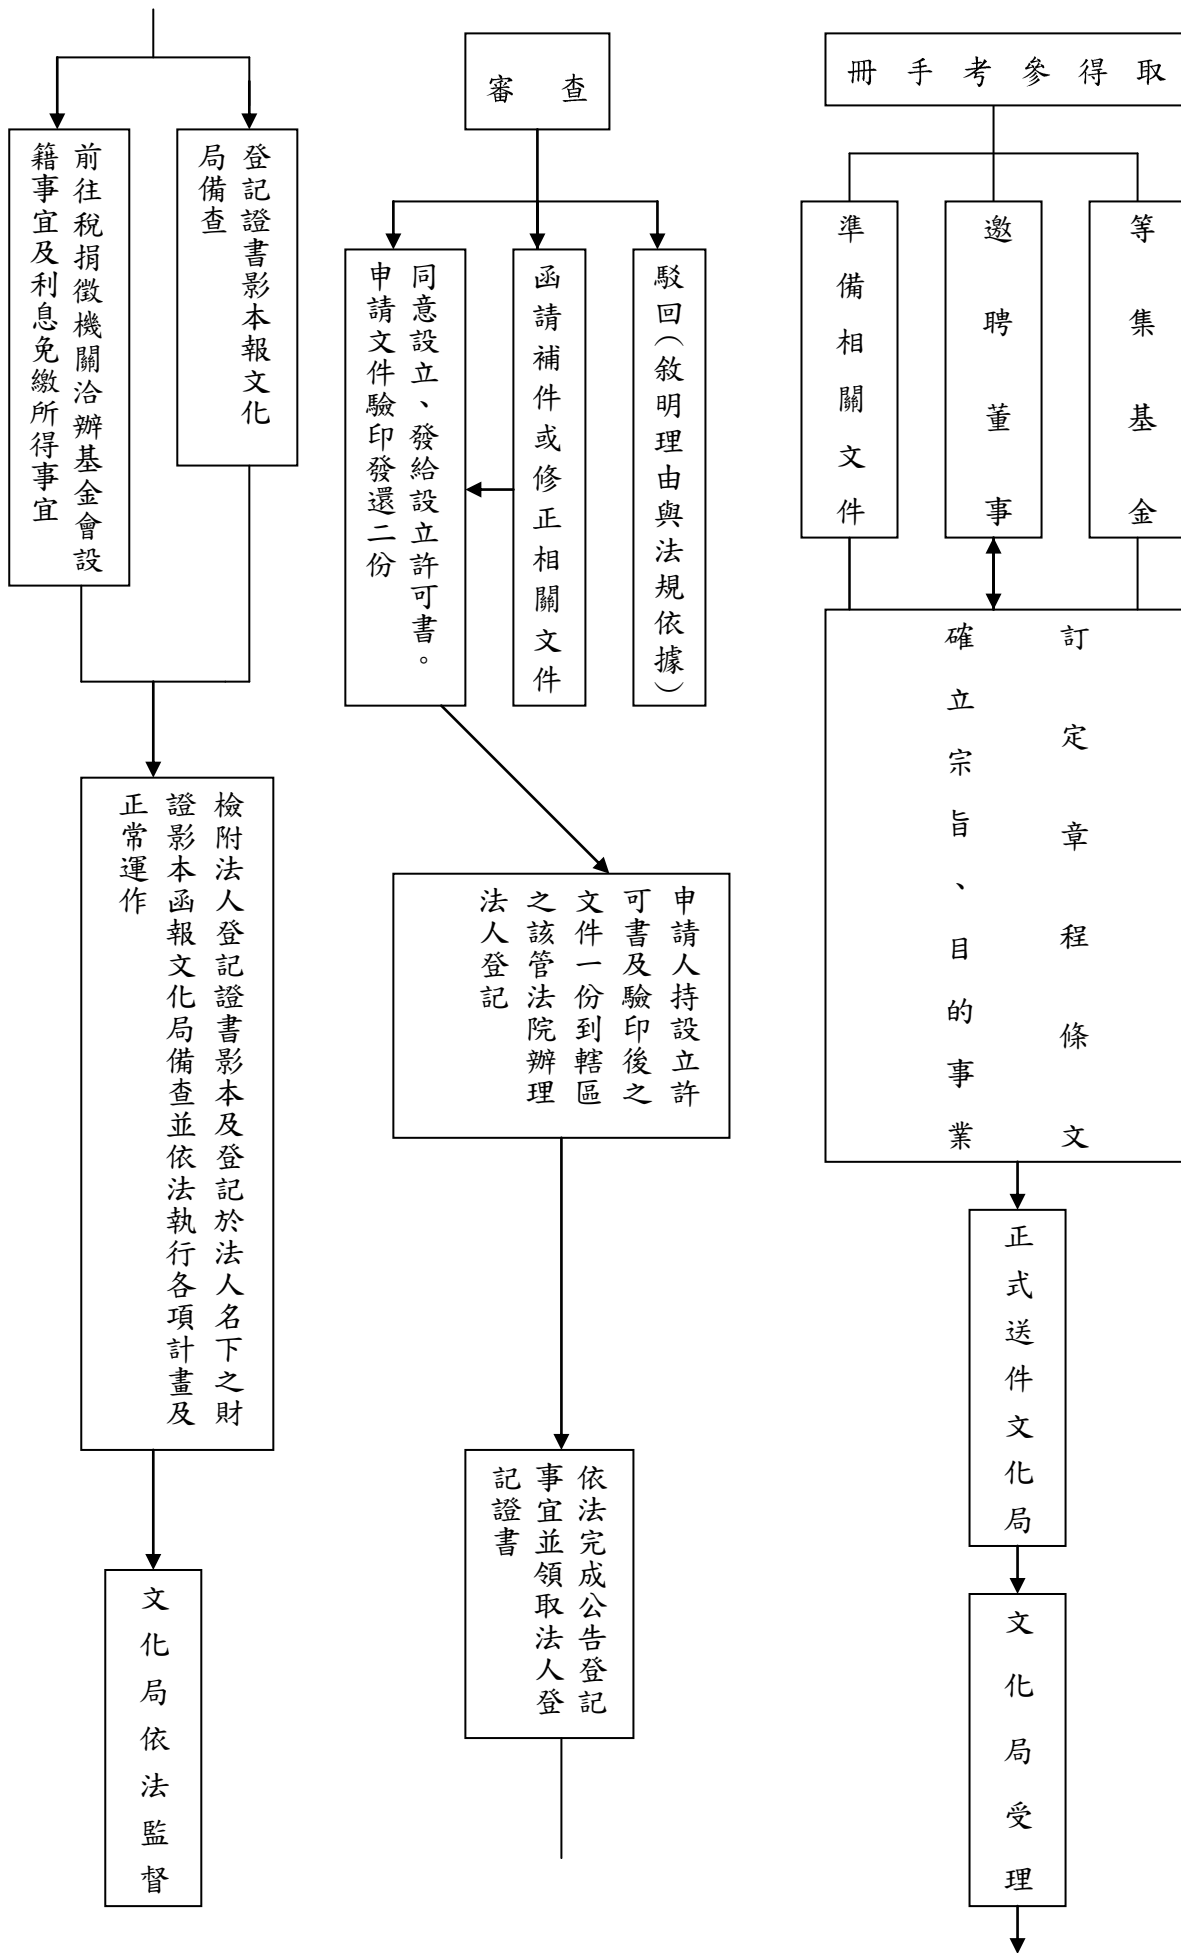 取得參考手冊
等集基金
邀聘董事
準備相關文件
訂定章程條文
確立宗旨、目的事業
正式送件文化局
文化局受理
審查
駁回（敘明理由與法規依據）
函請補件或修正相關文件
同意設立、發給設立許可書。
申請文件驗印發還二份
申請人持設立許
可書及驗印後之
文件一份到轄區
之該管法院辦理
法人登記
依法完成公告登記
事宜並領取法人登
記證書
登記證書影本報文化
局備查
前往稅捐徵機關洽辦基金會設
籍事宜及利息免繳所得事宜
檢附法人登記證書影本及登記於法人名下之財
證影本函報文化局備查並依法執行各項計畫及
正常運作
文化局依法監督